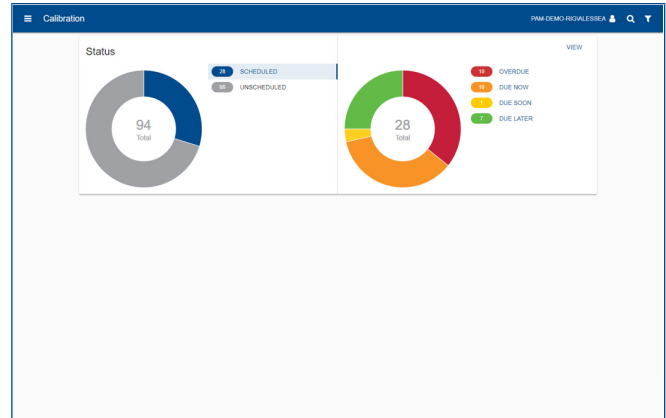 Calibration
PAM-DEMO-RIGIALESSEA
Status
VIEW
28 SCHEDULED
66 UNSCHEDULED
94
Total
10 OVERDUE
10 DUE NOW
1 DUE SOON
7 DUE LATER
28
Total